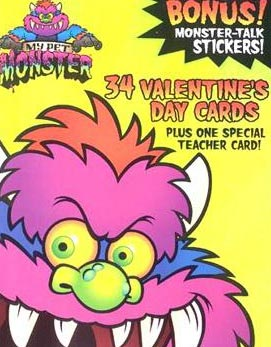 BONUS!
MONSTER-TALK
STICKERS!
MY PET
MONSTER
34 VALENTINE'S
DAY CARDS
PLUS ONE SPECIAL
TEACHER CARD!